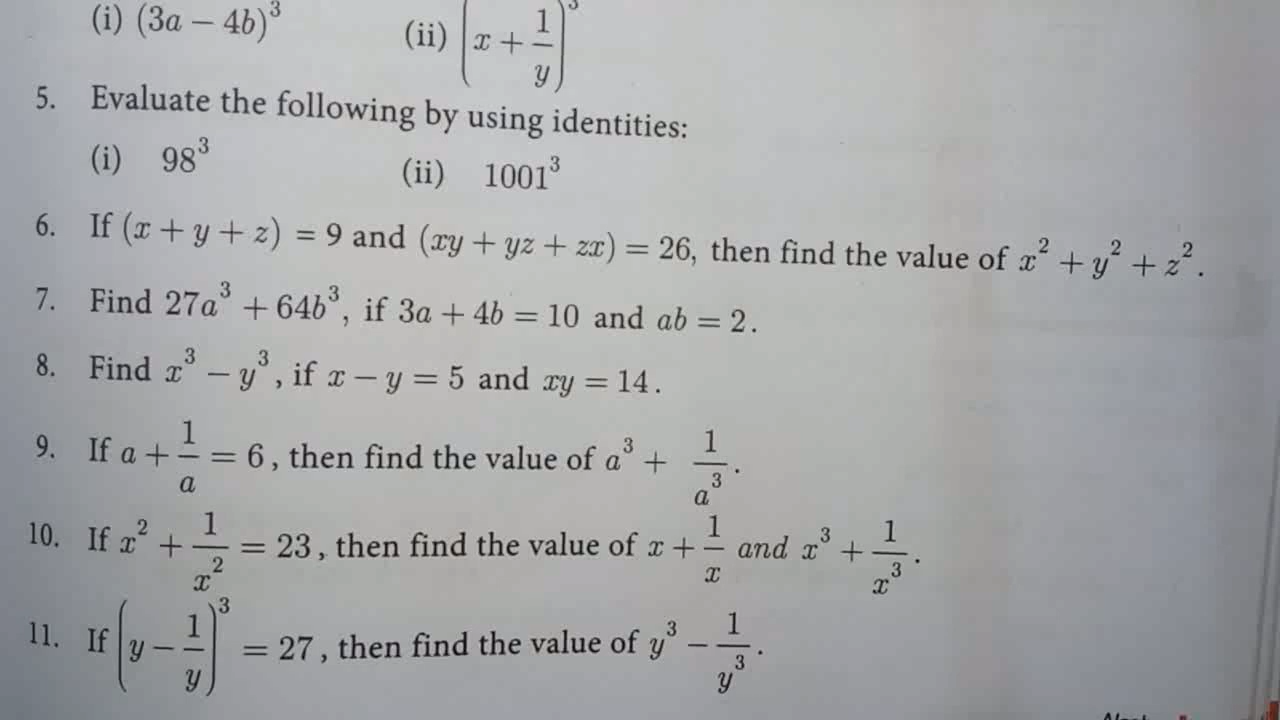 (i) (3a − 4b)³ (ii) (x + 1/y)³
5. Evaluate the following by using identities:
(i) 98³ (ii) 1001³
6. If (x + y + z) = 9 and (xy + yz + zx) = 26, then find the value of x² + y² + z².
7. Find 27a³ + 64b³, if 3a + 4b = 10 and ab = 2.
8. Find x³ − y³, if x − y = 5 and xy = 14.
9. If a + 1/a = 6, then find the value of a³ + 1/a³.
10. If x² + 1/x² = 23, then find the value of x + 1/x and x³ + 1/x³.
11. If (y − 1/y)³ = 27, then find the value of y³ − 1/y³.